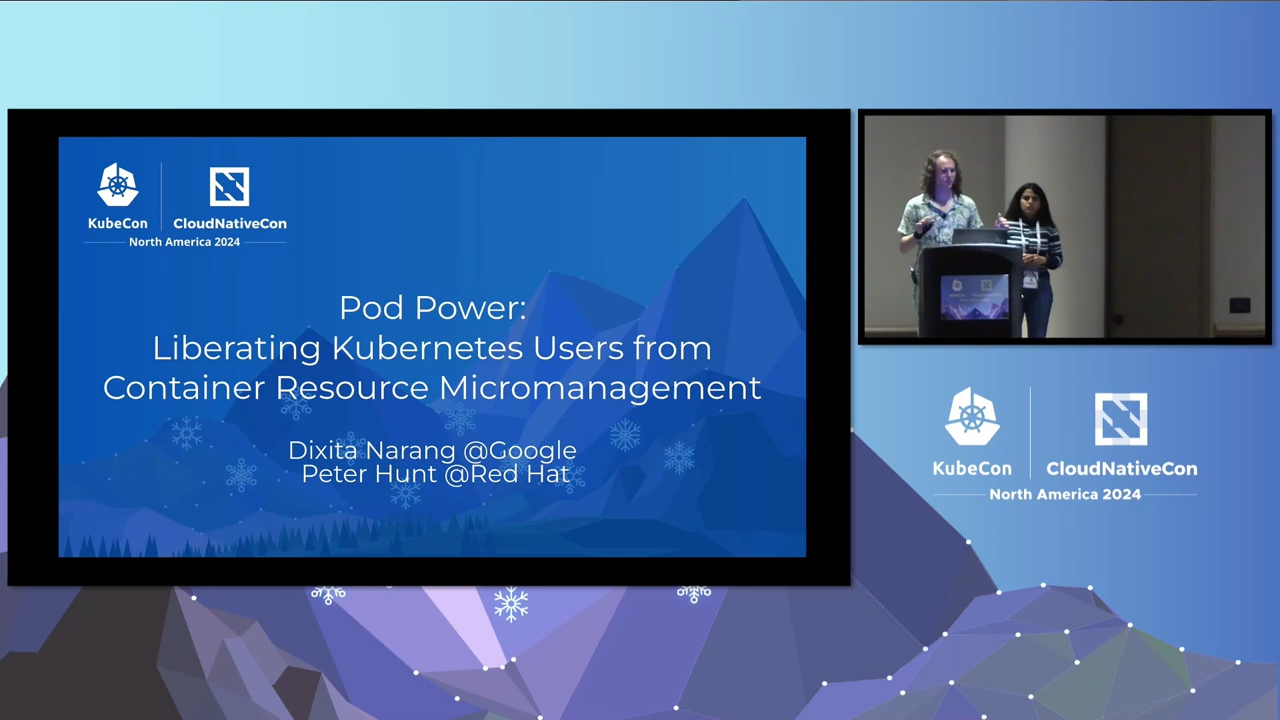 KubeCon
CloudNativeCon
North America 2024
Pod Power:
Liberating Kubernetes Users from
Container Resource Micromanagement
Dixita Narang @Google
Peter Hunt @Red Hat
KubeCon
CloudNativeCon
North America 2024